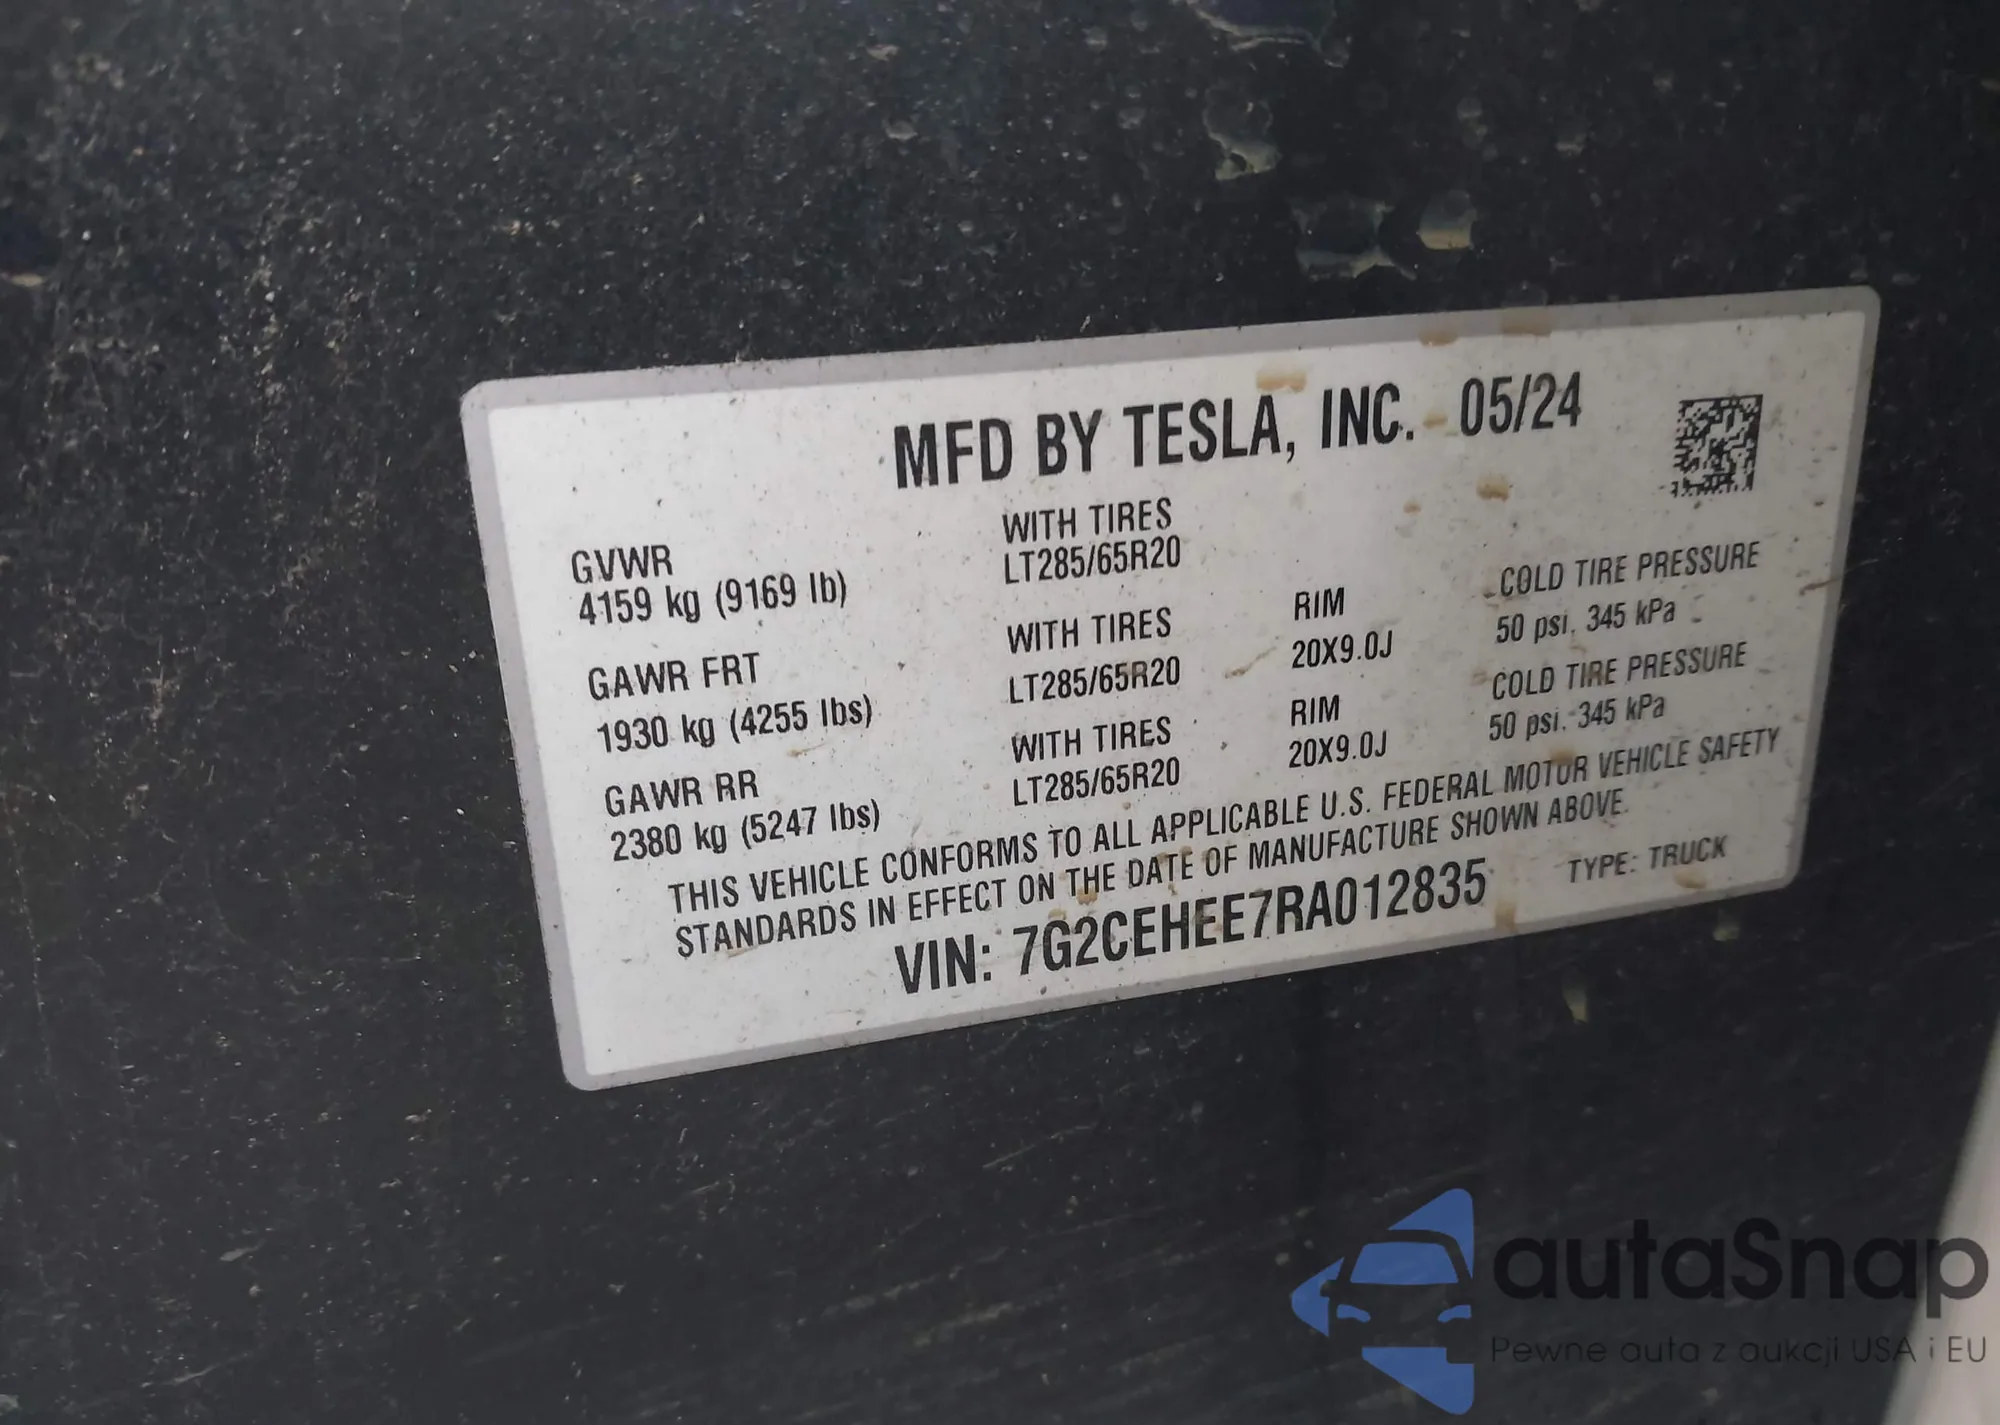 MFD BY TESLA, INC. 05/24
GVWR
4159 kg (9169 lb)
WITH TIRES
LT285/65R20
GAWR FRT
1930 kg (4255 lbs)
WITH TIRES
LT285/65R20
RIM
20X9.0J
COLD TIRE PRESSURE
50 psi. 345 kPa
GAWR RR
2380 kg (5247 lbs)
WITH TIRES
LT285/65R20
RIM
20X9.0J
COLD TIRE PRESSURE
50 psi. 345 kPa
THIS VEHICLE CONFORMS TO ALL APPLICABLE U.S. FEDERAL MOTOR VEHICLE SAFETY
STANDARDS IN EFFECT ON THE DATE OF MANUFACTURE SHOWN ABOVE.
VIN: 7G2CEHEE7RA012835
TYPE: TRUCK
autaSnap
Pewne auta z aukcji USA i EU